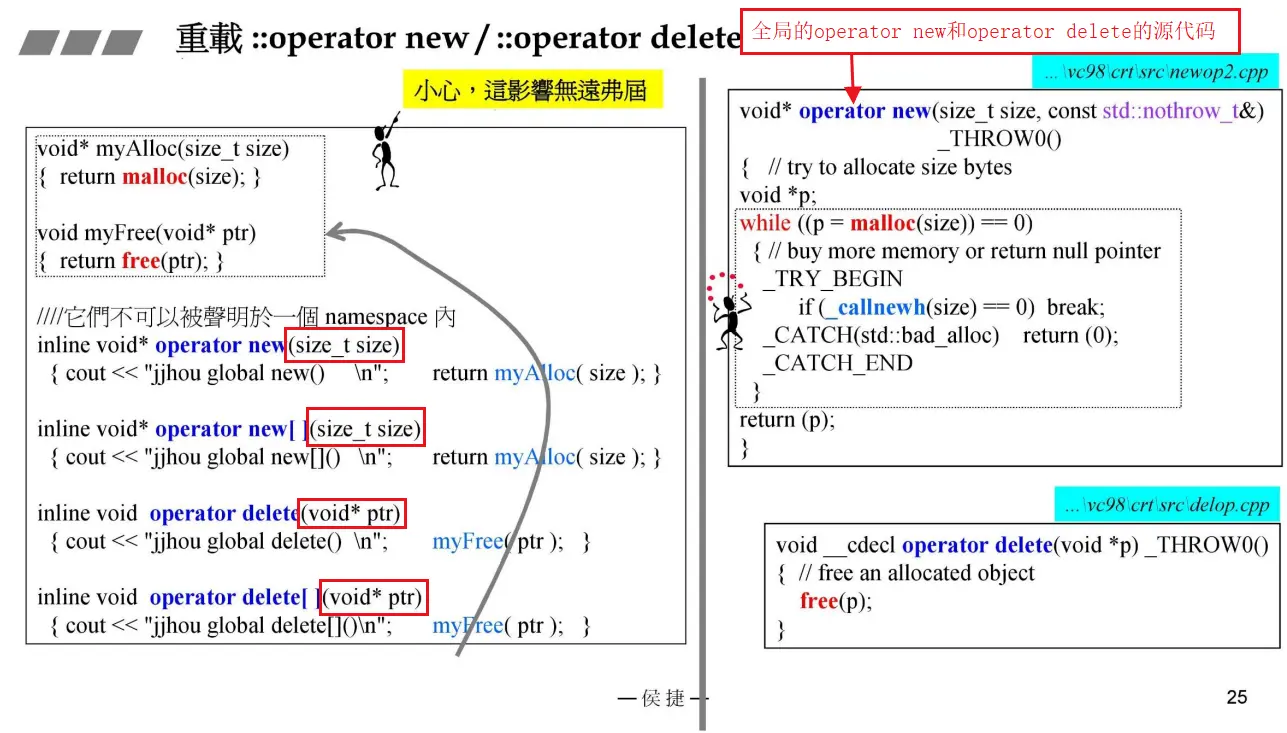 重載 ::operator new / ::operator delete
全局的operator new和operator delete的源代码
小心，這影響無遠弗屆
void* myAlloc(size_t size)
{ return malloc(size); }
void myFree(void* ptr)
{ return free(ptr); }
////它們不可以被聲明於一個 namespace 內
inline void* operator new(size_t size)
{ cout << "jjhou global new() \n"; return myAlloc( size ); }
inline void* operator new[ ](size_t size)
{ cout << "jjhou global new[]() \n"; return myAlloc( size ); }
inline void operator delete(void* ptr)
{ cout << "jjhou global delete() \n"; myFree( ptr ); }
inline void operator delete[ ](void* ptr)
{ cout << "jjhou global delete[]()\n"; myFree( ptr ); }
...\vc98\crt\src\newop2.cpp
void* operator new(size_t size, const std::nothrow_t&)
_THROW0()
{ // try to allocate size bytes
void *p;
while ((p = malloc(size)) == 0)
{ // buy more memory or return null pointer
_TRY_BEGIN
if (_callnewh(size) == 0) break;
_CATCH(std::bad_alloc) return (0);
_CATCH_END
}
return (p);
}
...\vc98\crt\src\delop.cpp
void __cdecl operator delete(void *p) _THROW0()
{ // free an allocated object
free(p);
}
— 侯捷 —
25